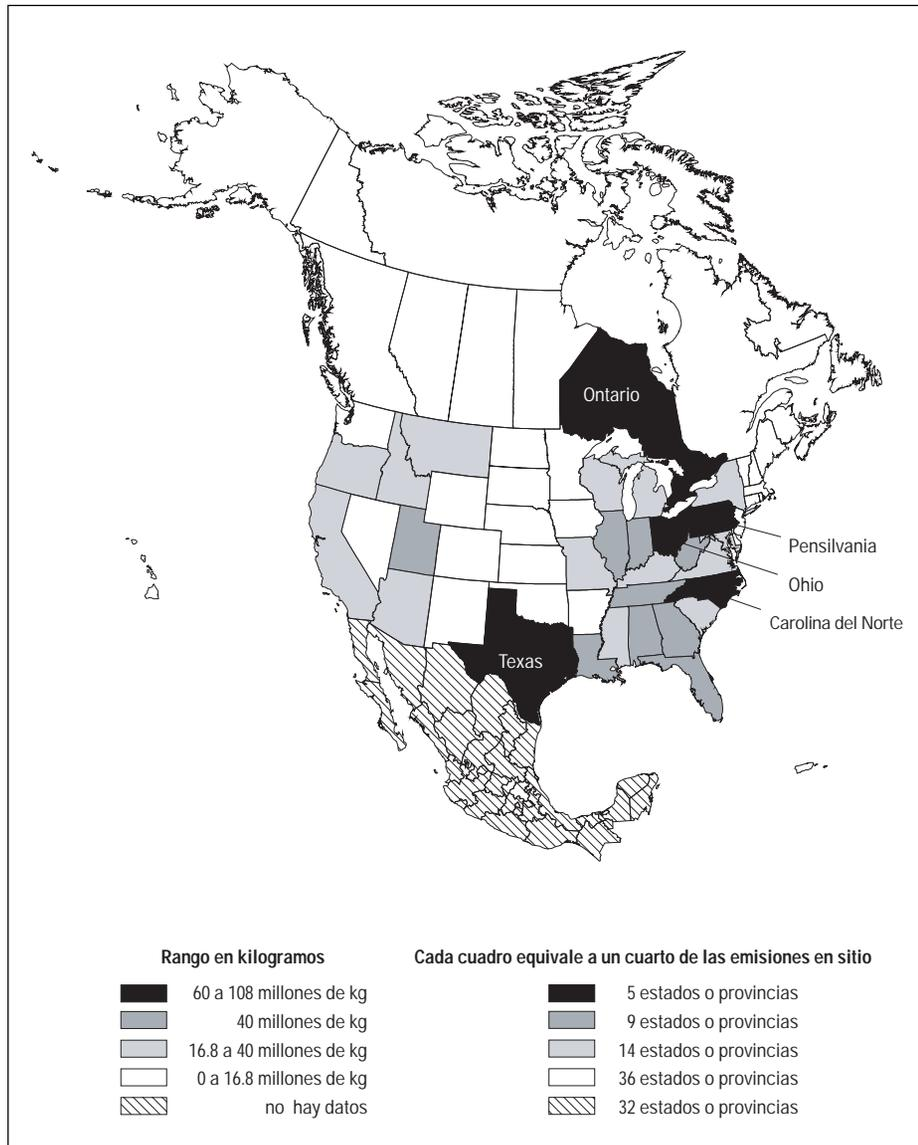 Ontario
Pensilvania
Ohio
Carolina del Norte
Texas
Rango en kilogramos
60 a 108 millones de kg
40 millones de kg
16.8 a 40 millones de kg
0 a 16.8 millones de kg
no hay datos
Cada cuadro equivale a un cuarto de las emisiones en sitio
5 estados o provincias
9 estados o provincias
14 estados o provincias
36 estados o provincias
32 estados o provincias